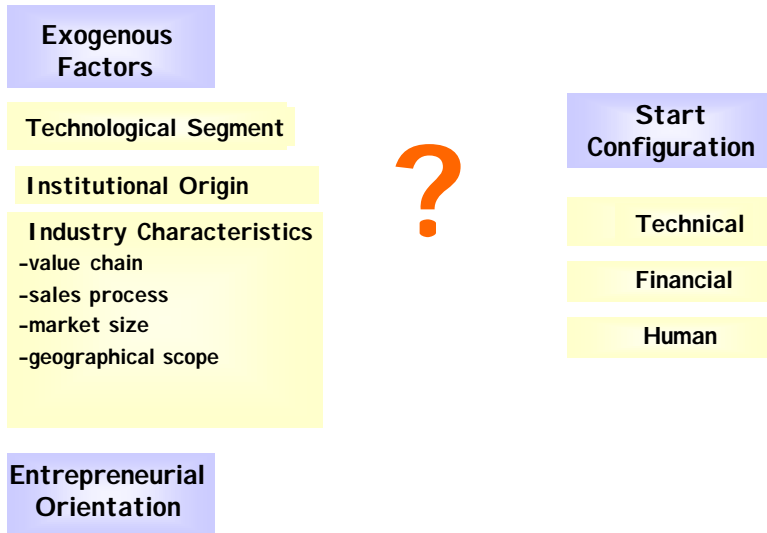 Exogenous
Factors
Technological Segment
Institutional Origin
Industry Characteristics
-value chain
-sales process
-market size
-geographical scope
Entrepreneurial
Orientation
?
Start
Configuration
Technical
Financial
Human